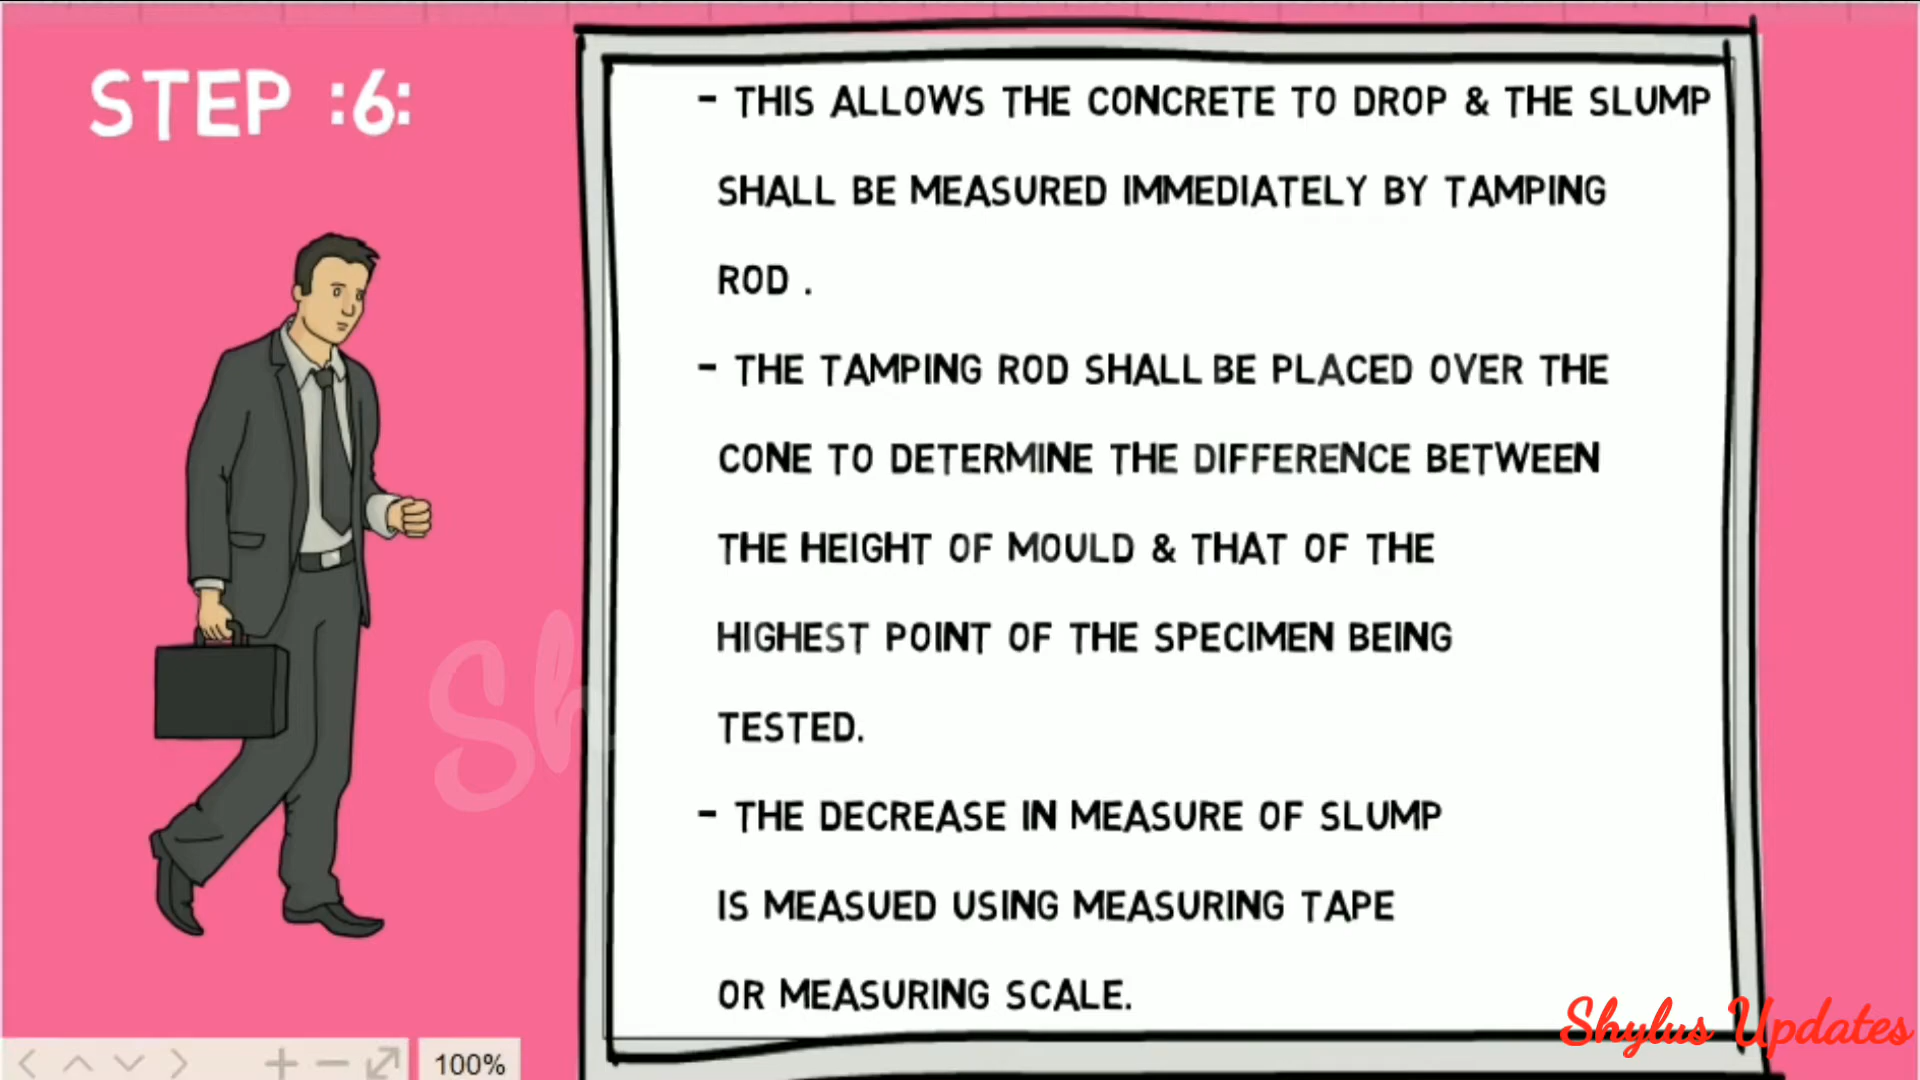 STEP :6:
- THIS ALLOWS THE CONCRETE TO DROP & THE SLUMP
SHALL BE MEASURED IMMEDIATELY BY TAMPING
ROD .
- THE TAMPING ROD SHALL BE PLACED OVER THE
CONE TO DETERMINE THE DIFFERENCE BETWEEN
THE HEIGHT OF MOULD & THAT OF THE
HIGHEST POINT OF THE SPECIMEN BEING
TESTED.
- THE DECREASE IN MEASURE OF SLUMP
IS MEASUED USING MEASURING TAPE
OR MEASURING SCALE.
Sh
Shylus Updates
100%